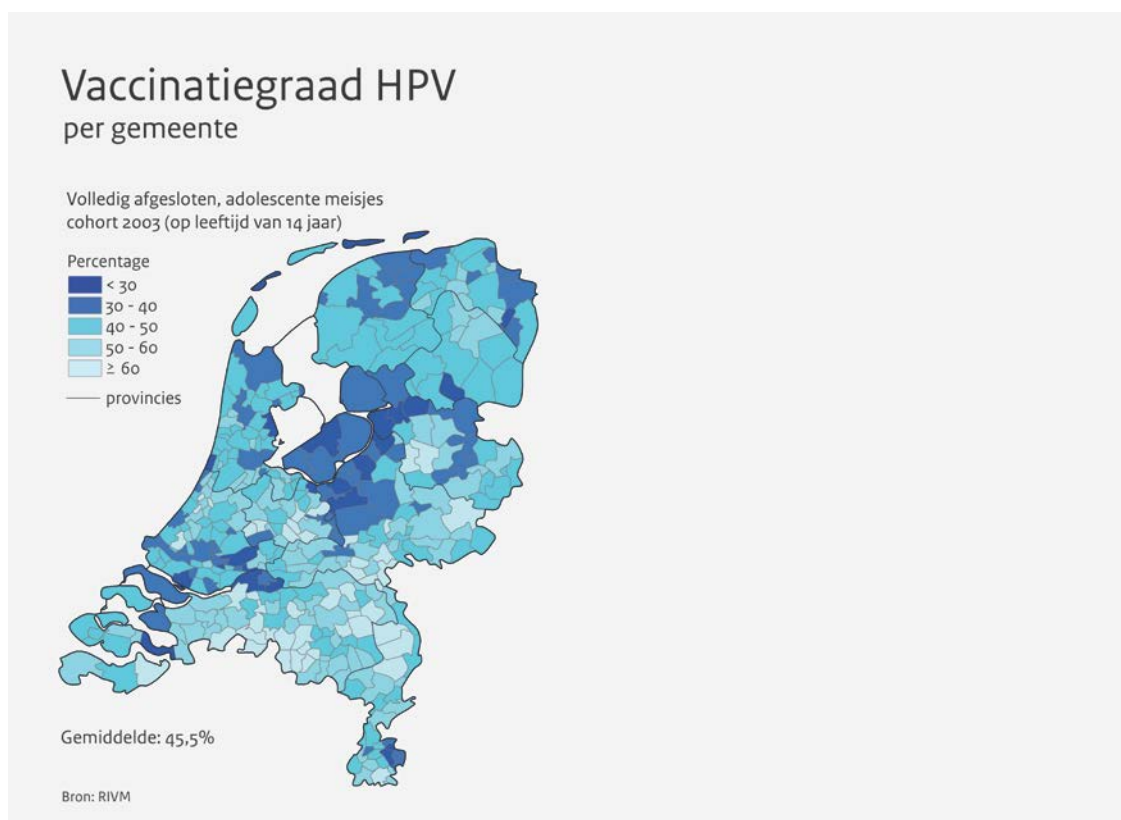 Vaccinatiegraad HPV
per gemeente
Volledig afgesloten, adolescente meisjes
cohort 2003 (op leeftijd van 14 jaar)
Percentage
< 30
30 - 40
40 - 50
50 - 60
≥ 60
provincies
Gemiddelde: 45,5%
Bron: RIVM